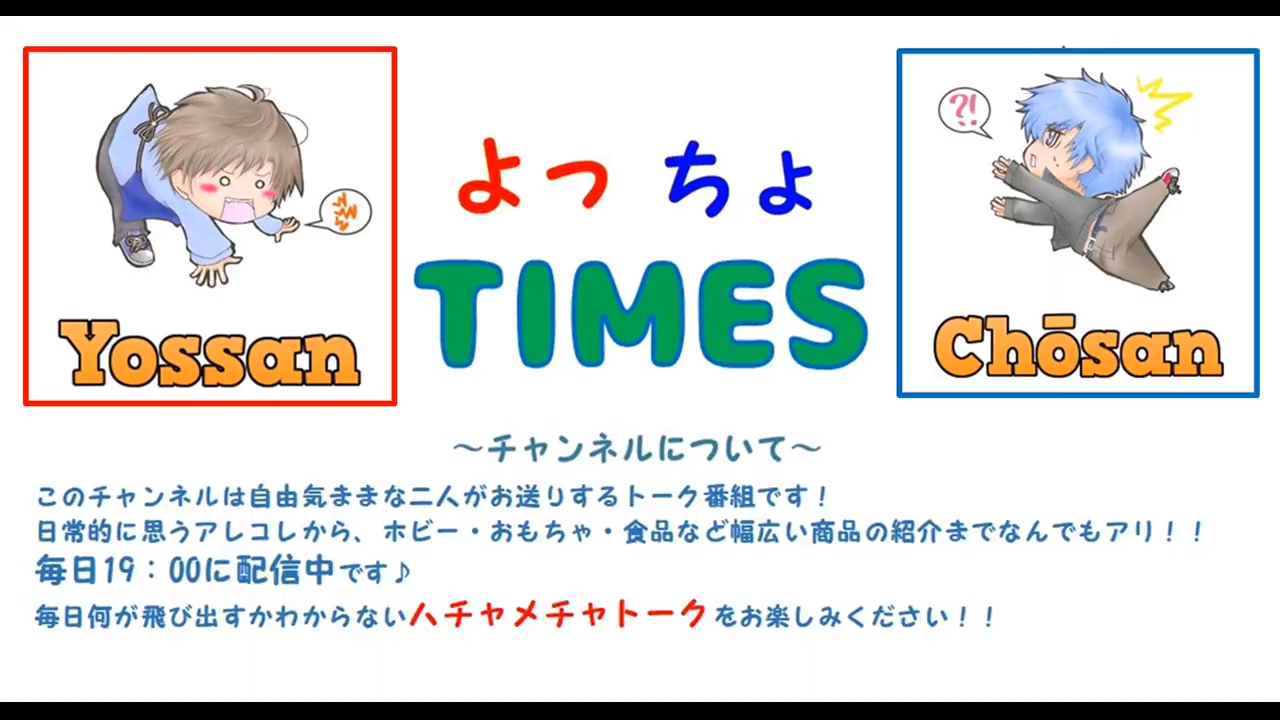 よっちょ
TIMES
Yossan
?!
Chōsan
～チャンネルについて～
このチャンネルは自由気ままな二人がお送りするトーク番組です！
日常的に思うアレコレから、ホビー・おもちゃ・食品など幅広い商品の紹介までなんでもアリ！！
毎日19：00に配信中です♪
毎日何が飛び出すかわからないハチャメチャトークをお楽しみください！！